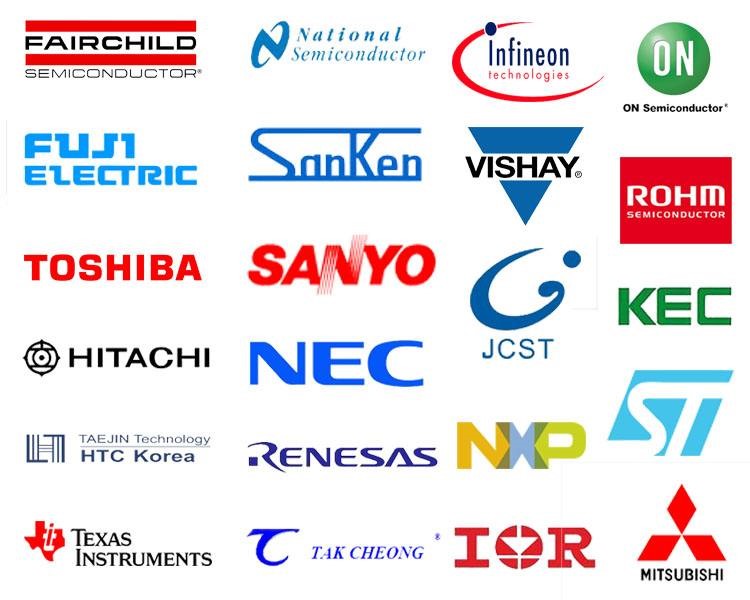 FAIRCHILD
SEMICONDUCTOR®
National
Semiconductor
Infineon
technologies
ON
ON Semiconductor®
FUJI
ELECTRIC
SanKen
VISHAY®
ROHM
SEMICONDUCTOR
TOSHIBA
SANYO
JCST
KEC
HITACHI
NEC
ST
TAEJIN Technology
HTC Korea
RENESAS
NXP
TEXAS
INSTRUMENTS
TAK CHEONG ®
IOR
MITSUBISHI